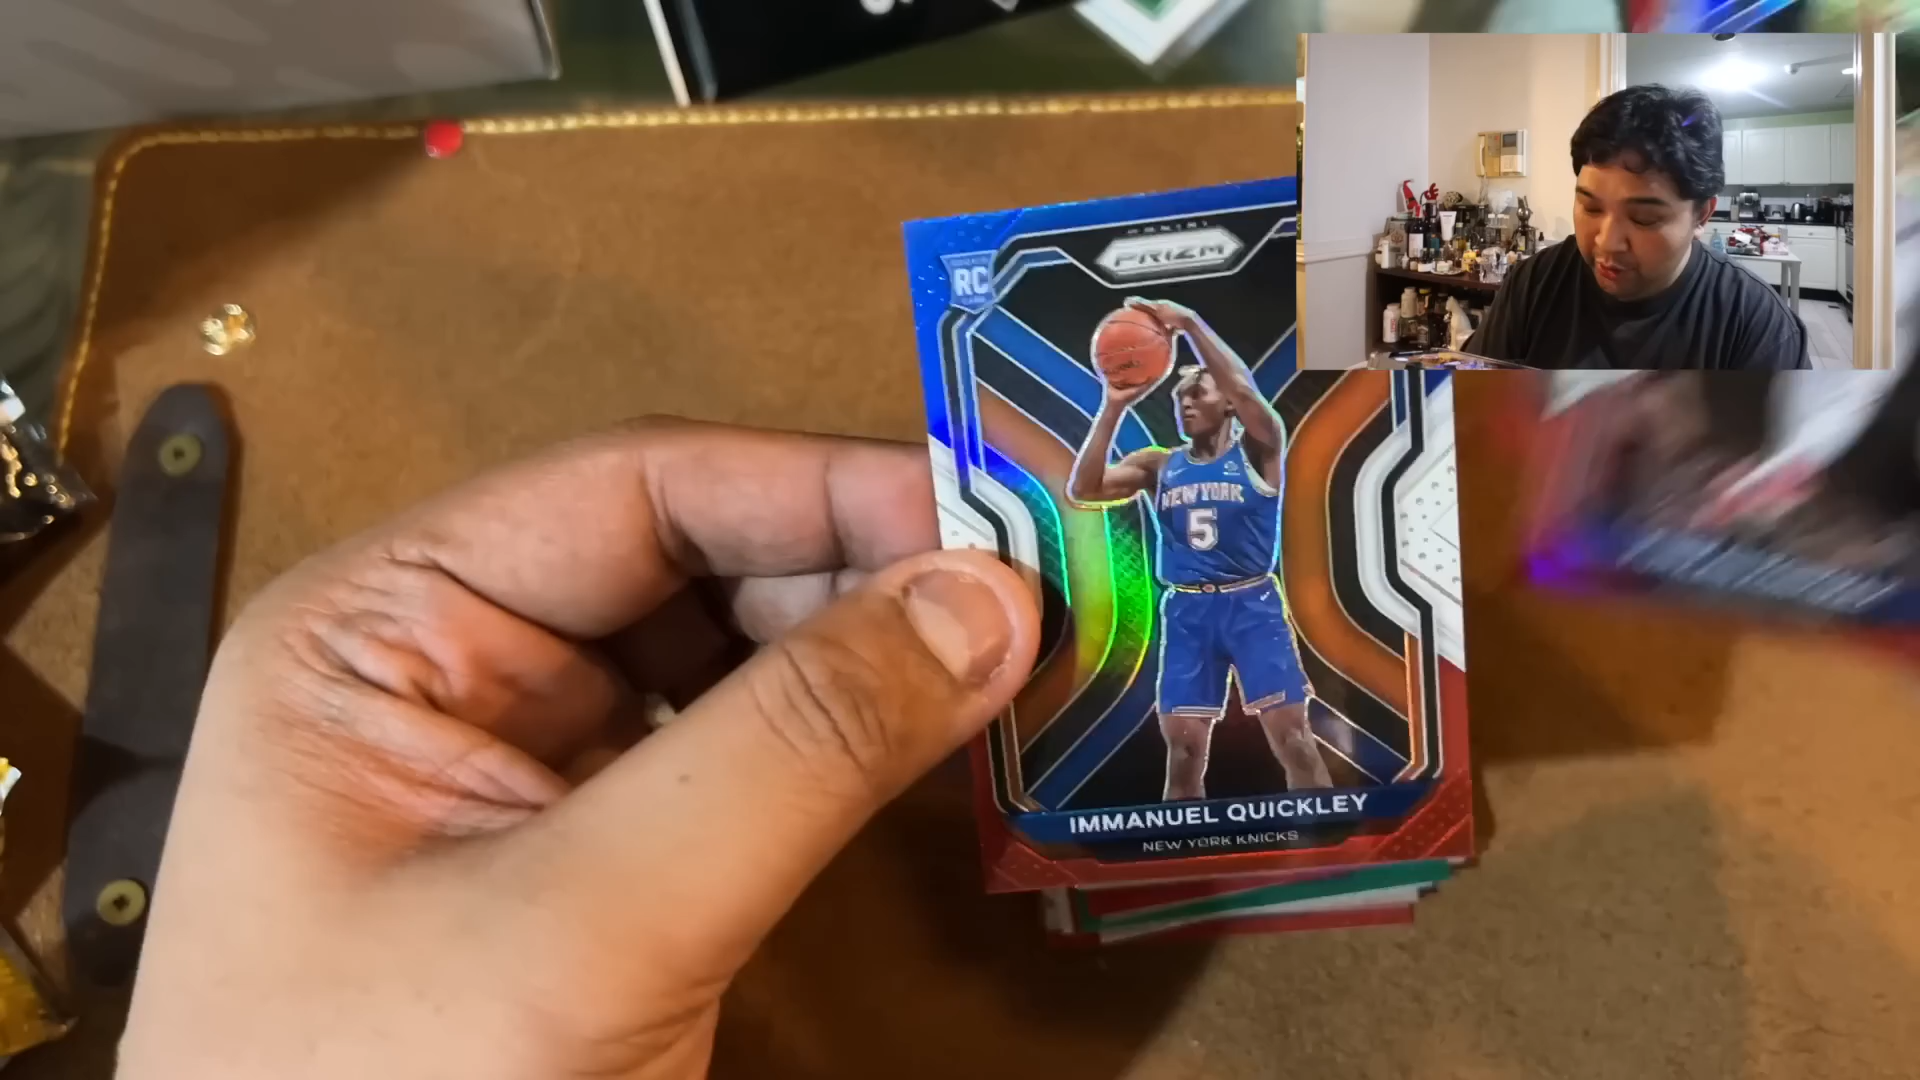 PANINI
PRIZM
RC
NEW YORK
5
IMMANUEL QUICKLEY
NEW YORK KNICKS